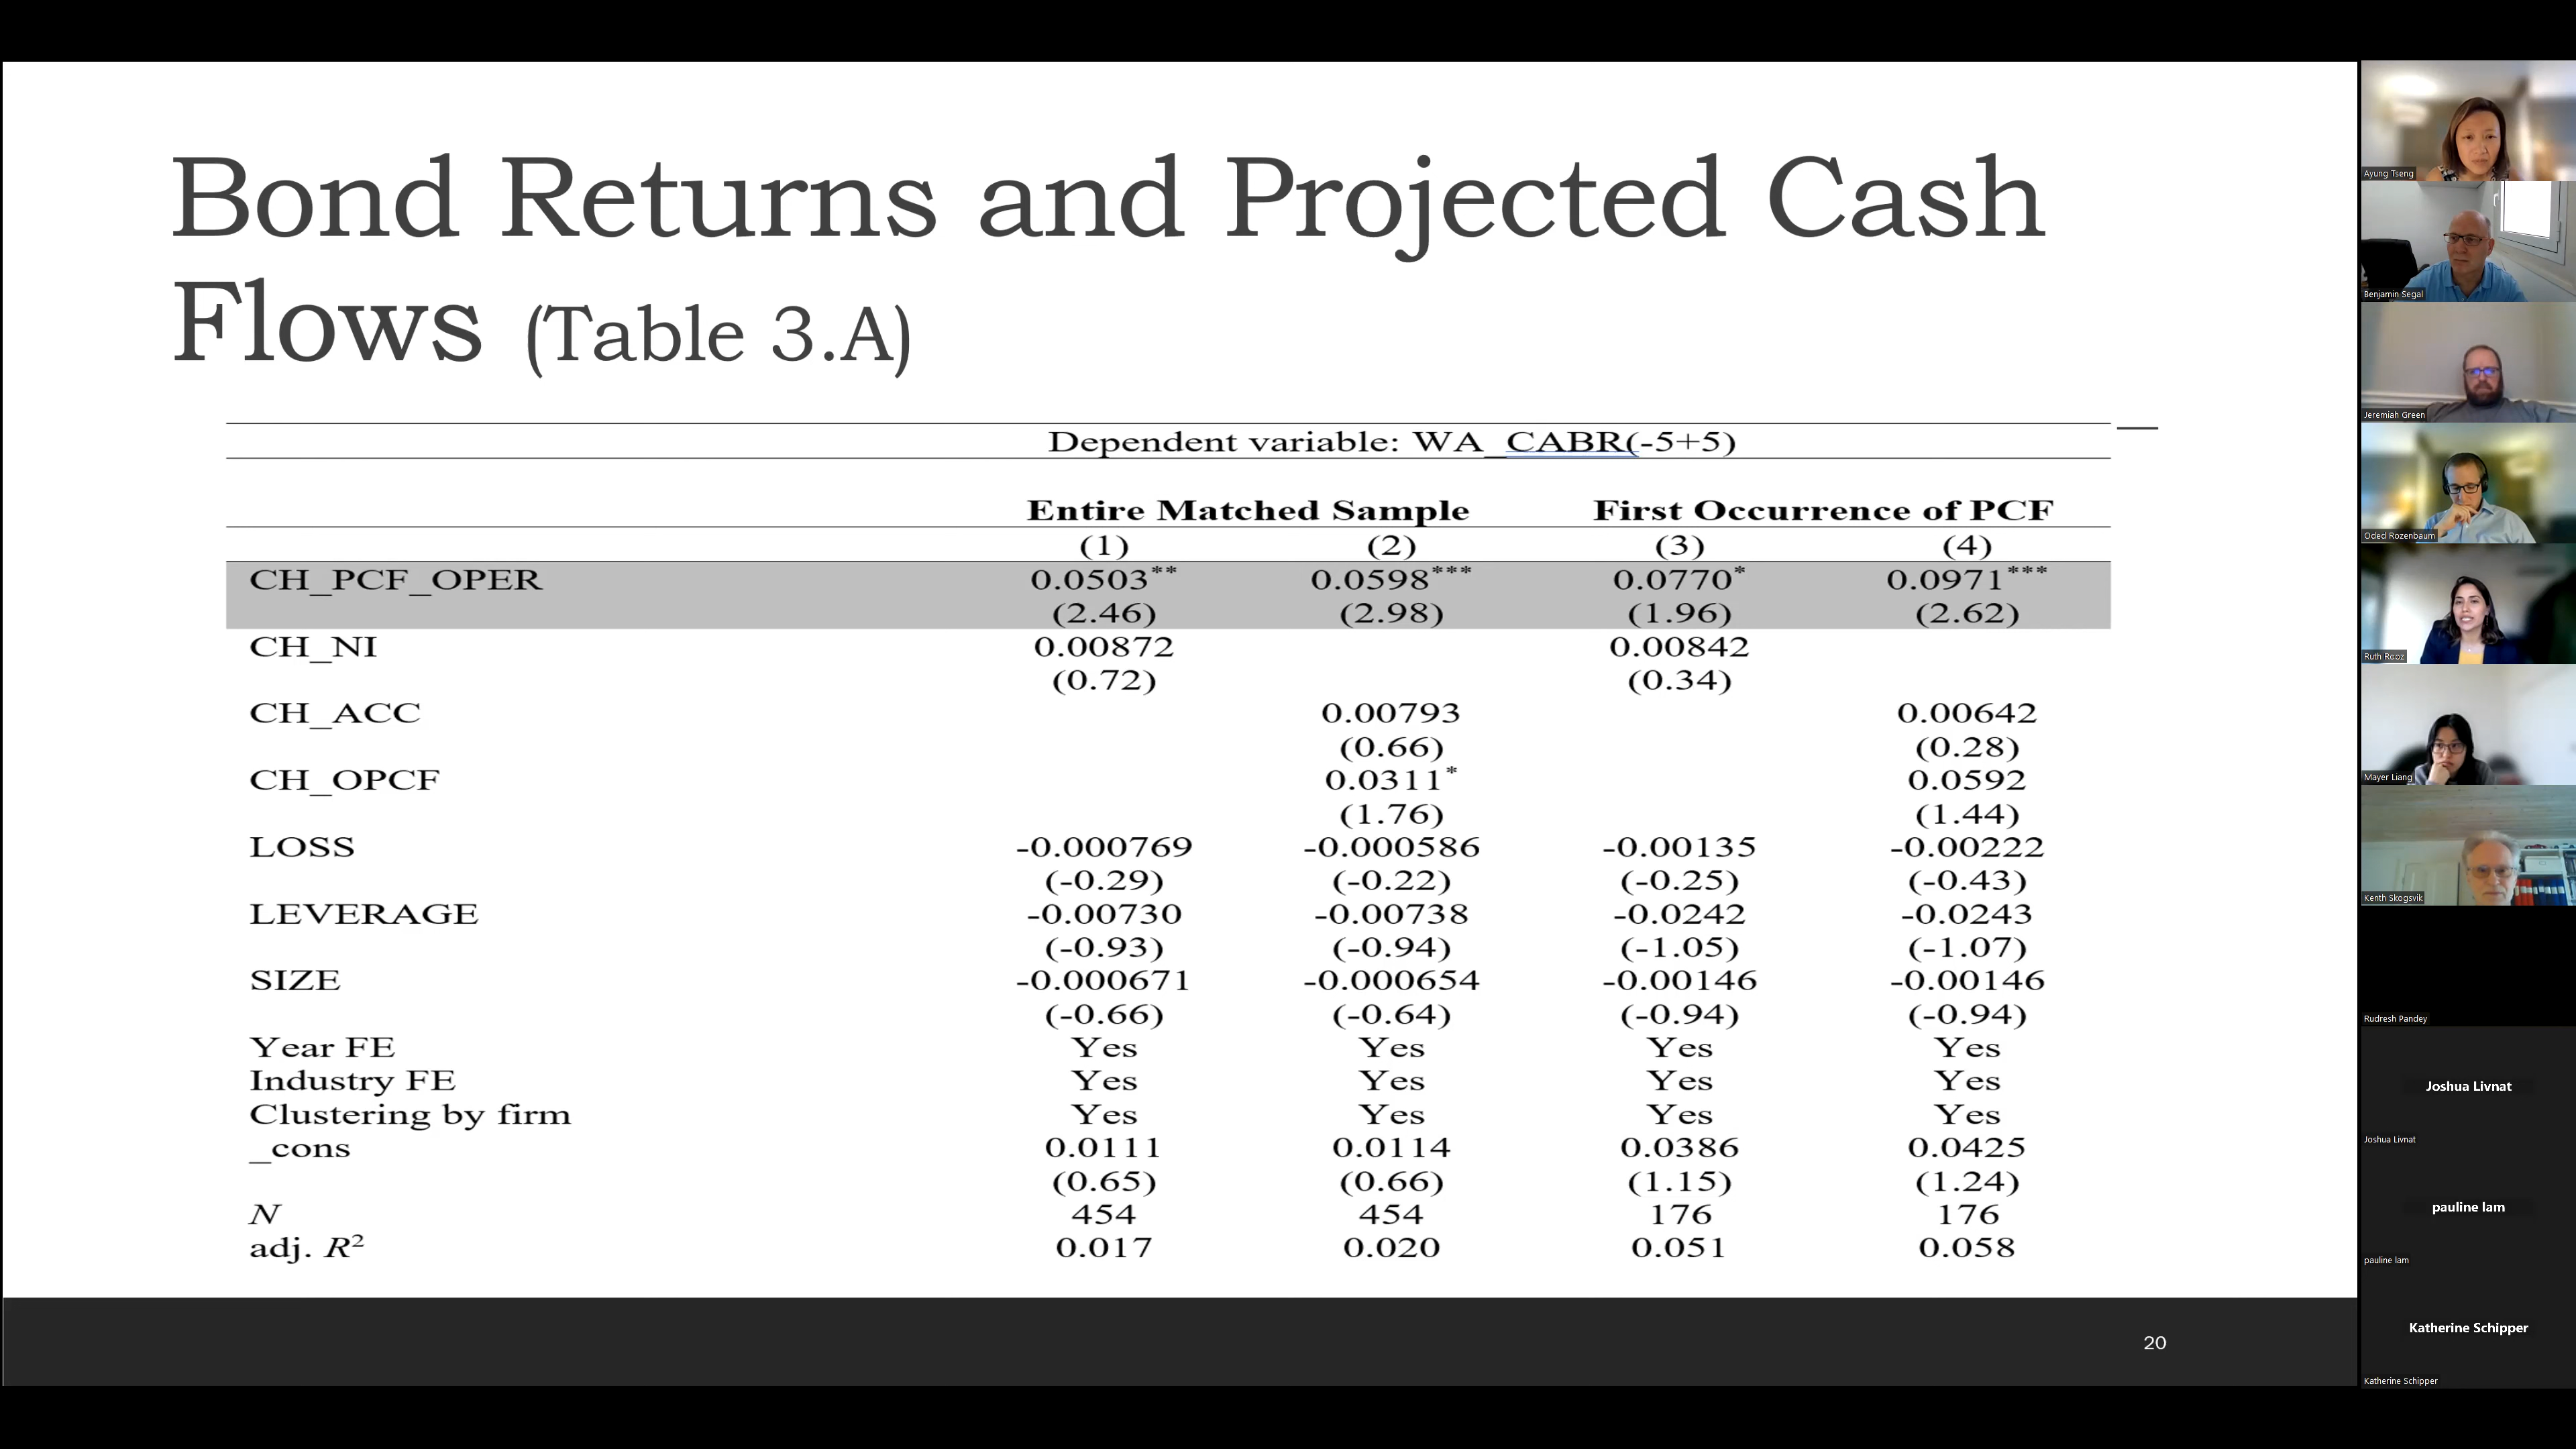 Bond Returns and Projected Cash
Flows (Table 3.A)
Dependent variable: WA_CABR(-5+5)
Entire Matched Sample First Occurrence of PCF
(1) (2) (3) (4)
CH_PCF_OPER 0.0503** 0.0598*** 0.0770* 0.0971***
(2.46) (2.98) (1.96) (2.62)
CH_NI 0.00872 0.00842
(0.72) (0.34)
CH_ACC 0.00793 0.00642
(0.66) (0.28)
CH_OPCF 0.0311* 0.0592
(1.76) (1.44)
LOSS -0.000769 -0.000586 -0.00135 -0.00222
(-0.29) (-0.22) (-0.25) (-0.43)
LEVERAGE -0.00730 -0.00738 -0.0242 -0.0243
(-0.93) (-0.94) (-1.05) (-1.07)
SIZE -0.000671 -0.000654 -0.00146 -0.00146
(-0.66) (-0.64) (-0.94) (-0.94)
Year FE Yes Yes Yes Yes
Industry FE Yes Yes Yes Yes
Clustering by firm Yes Yes Yes Yes
_cons 0.0111 0.0114 0.0386 0.0425
(0.65) (0.66) (1.15) (1.24)
N 454 454 176 176
adj. R² 0.017 0.020 0.051 0.058
20
Ayung Tseng
Benjamin Segal
Jeremiah Green
Oded Rozenbaum
Ruth Rooz
Mayer Liang
Kenth Skogsvik
Rudresh Pandey
Joshua Livnat
Joshua Livnat
pauline lam
pauline lam
Katherine Schipper
Katherine Schipper